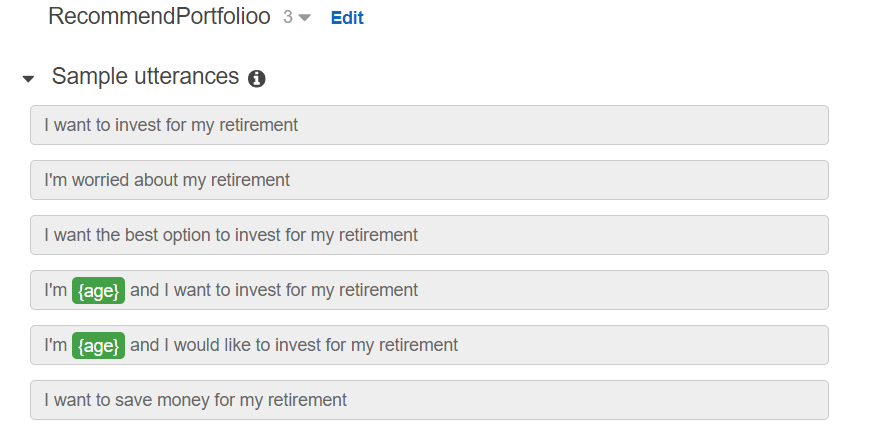 RecommendPortfolioo 3 Edit
Sample utterances
I want to invest for my retirement
I'm worried about my retirement
I want the best option to invest for my retirement
I'm {age} and I want to invest for my retirement
I'm {age} and I would like to invest for my retirement
I want to save money for my retirement